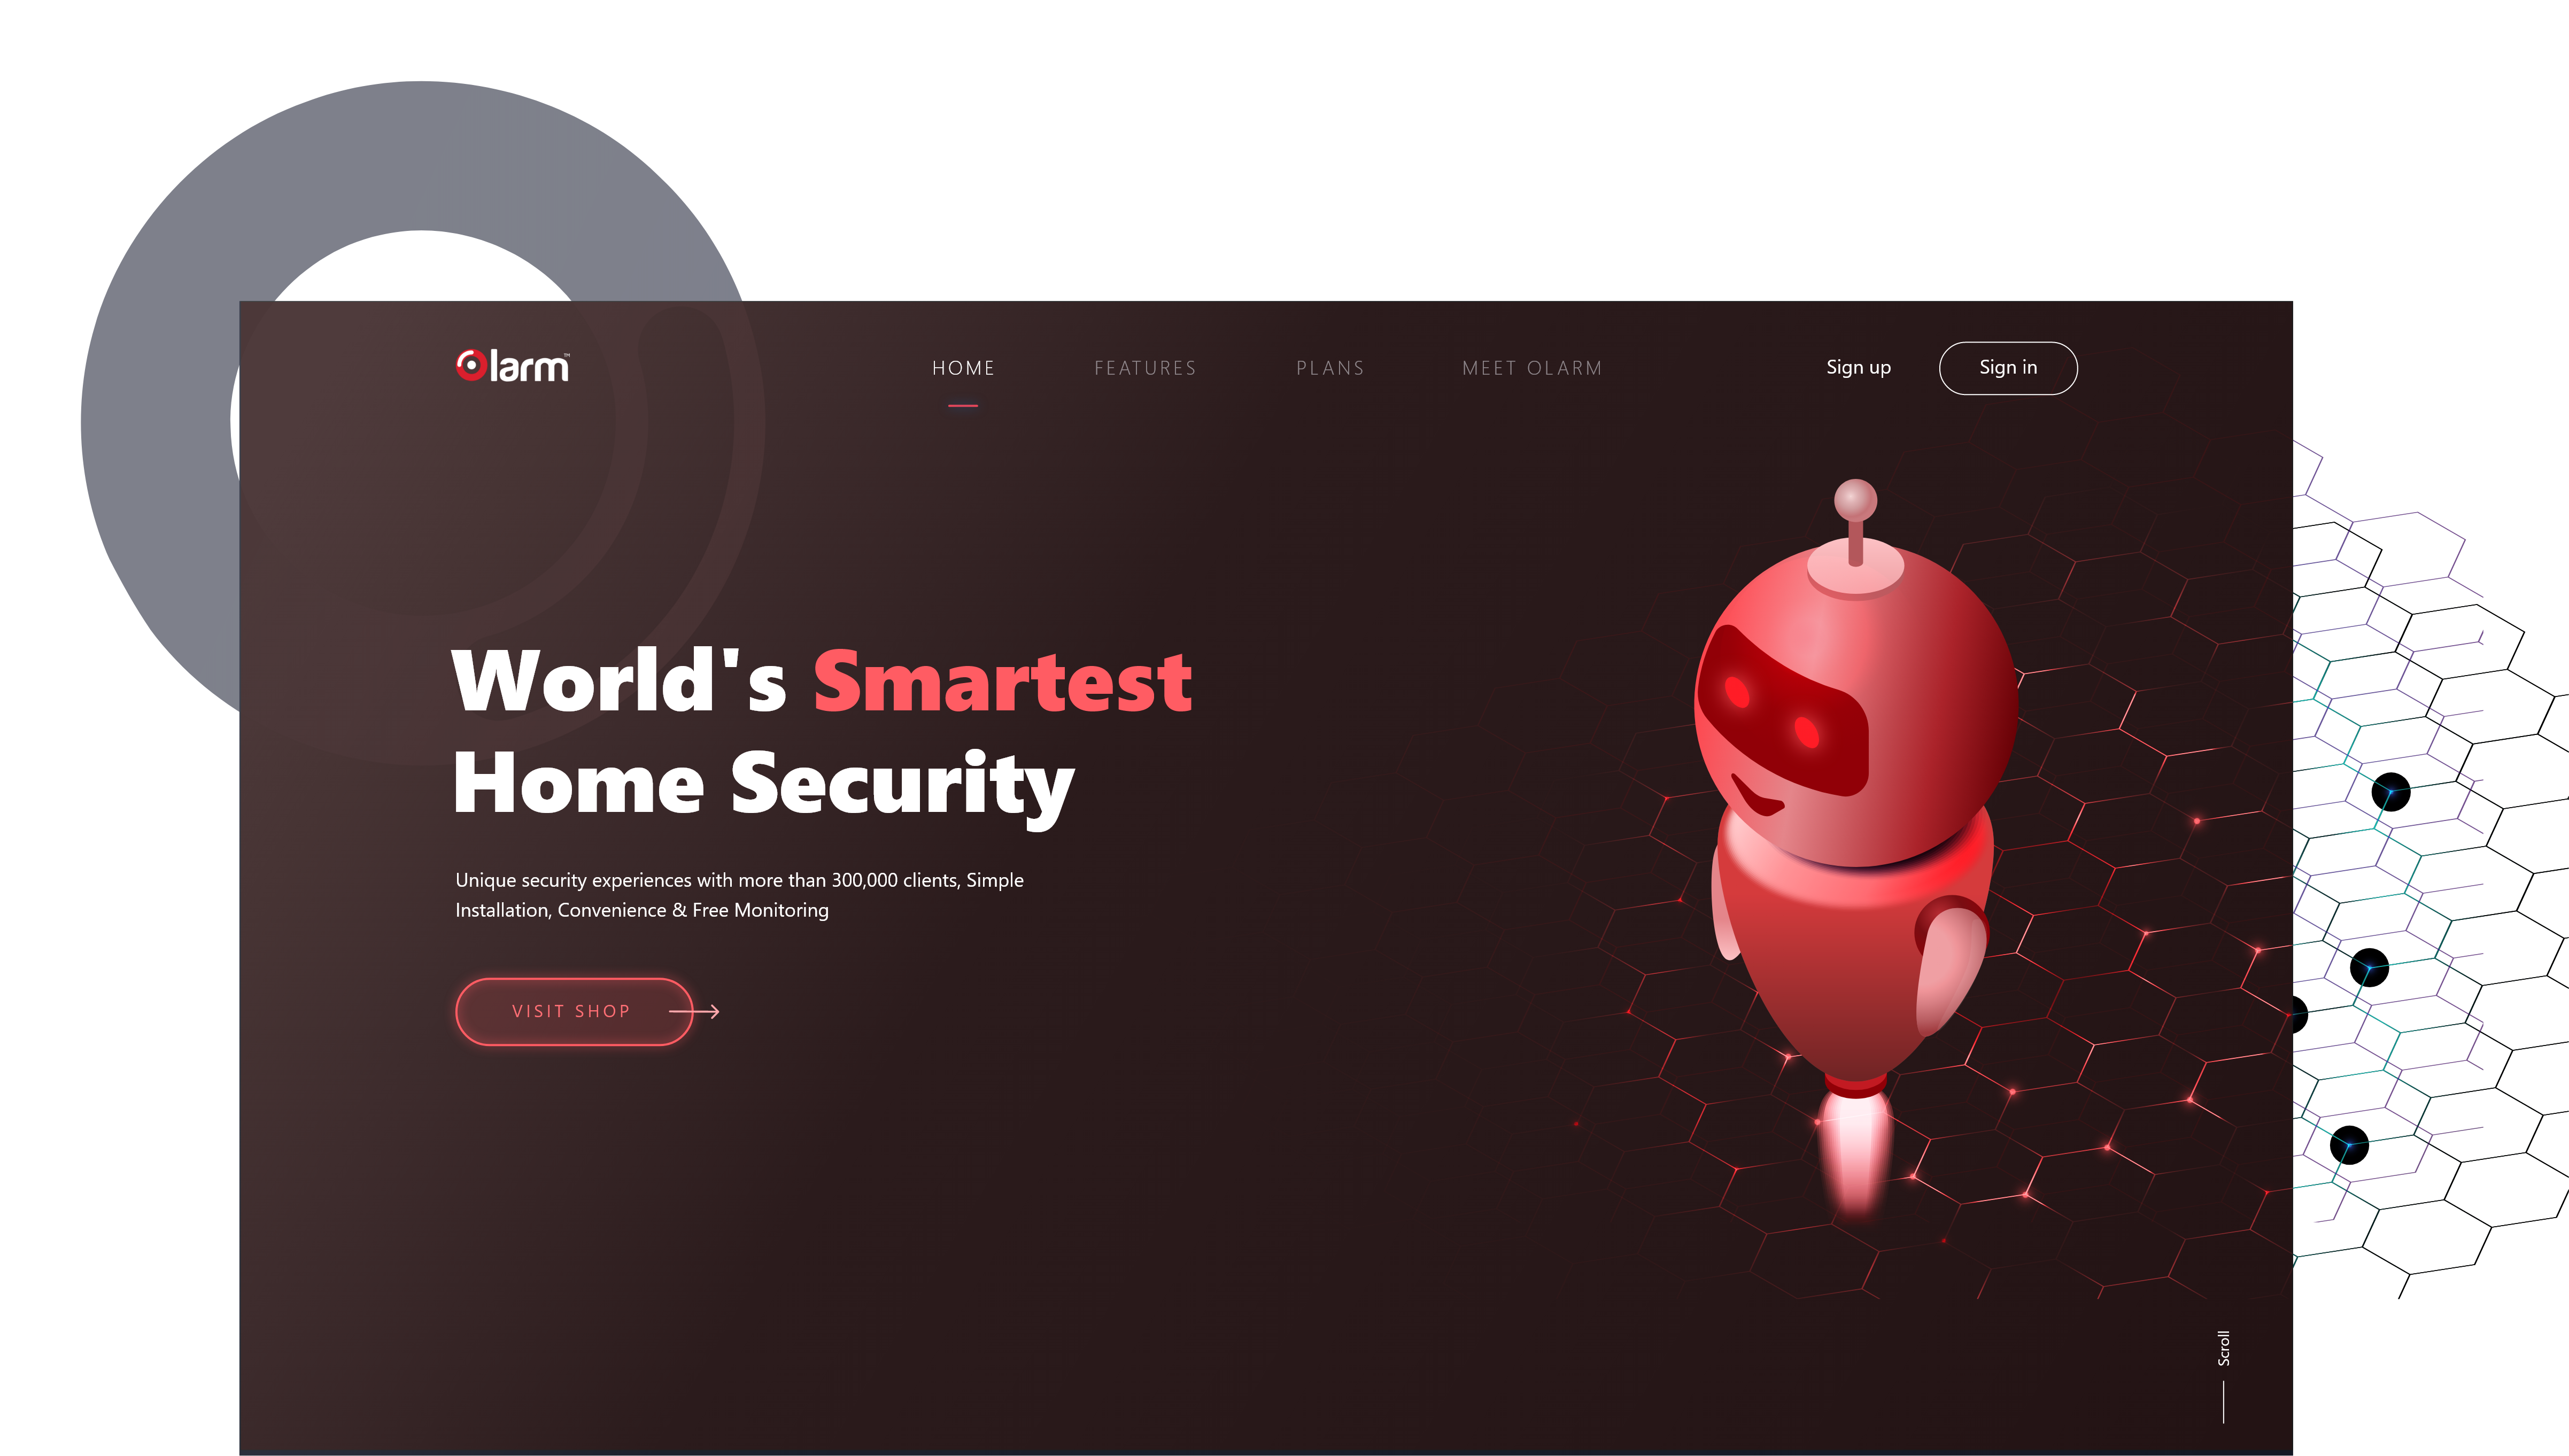 Olarm™
HOME
FEATURES
PLANS
MEET OLARM
Sign up
Sign in
World's Smartest
Home Security
Unique security experiences with more than 300,000 clients, Simple
Installation, Convenience & Free Monitoring
VISIT SHOP
Scroll